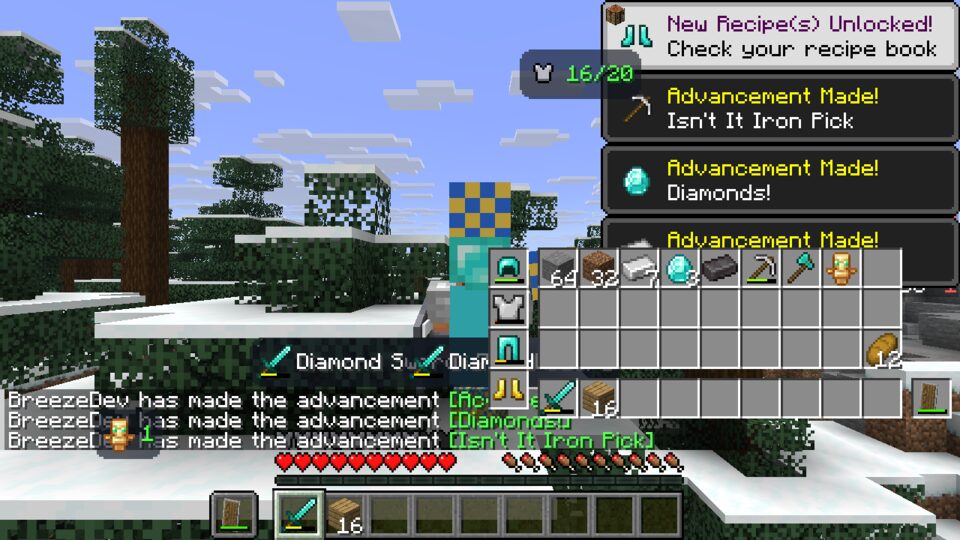 New Recipe(s) Unlocked!
Check your recipe book
16/20
Advancement Made!
Isn't It Iron Pick
Advancement Made!
Diamonds!
Advancement Made!
64
32
7
3
12
Diamond
BreezeDev has made the advancement
BreezeDev has made the advancement [Diamonds!]
has made the advancement [Isn't It Iron Pick]
1
16
16